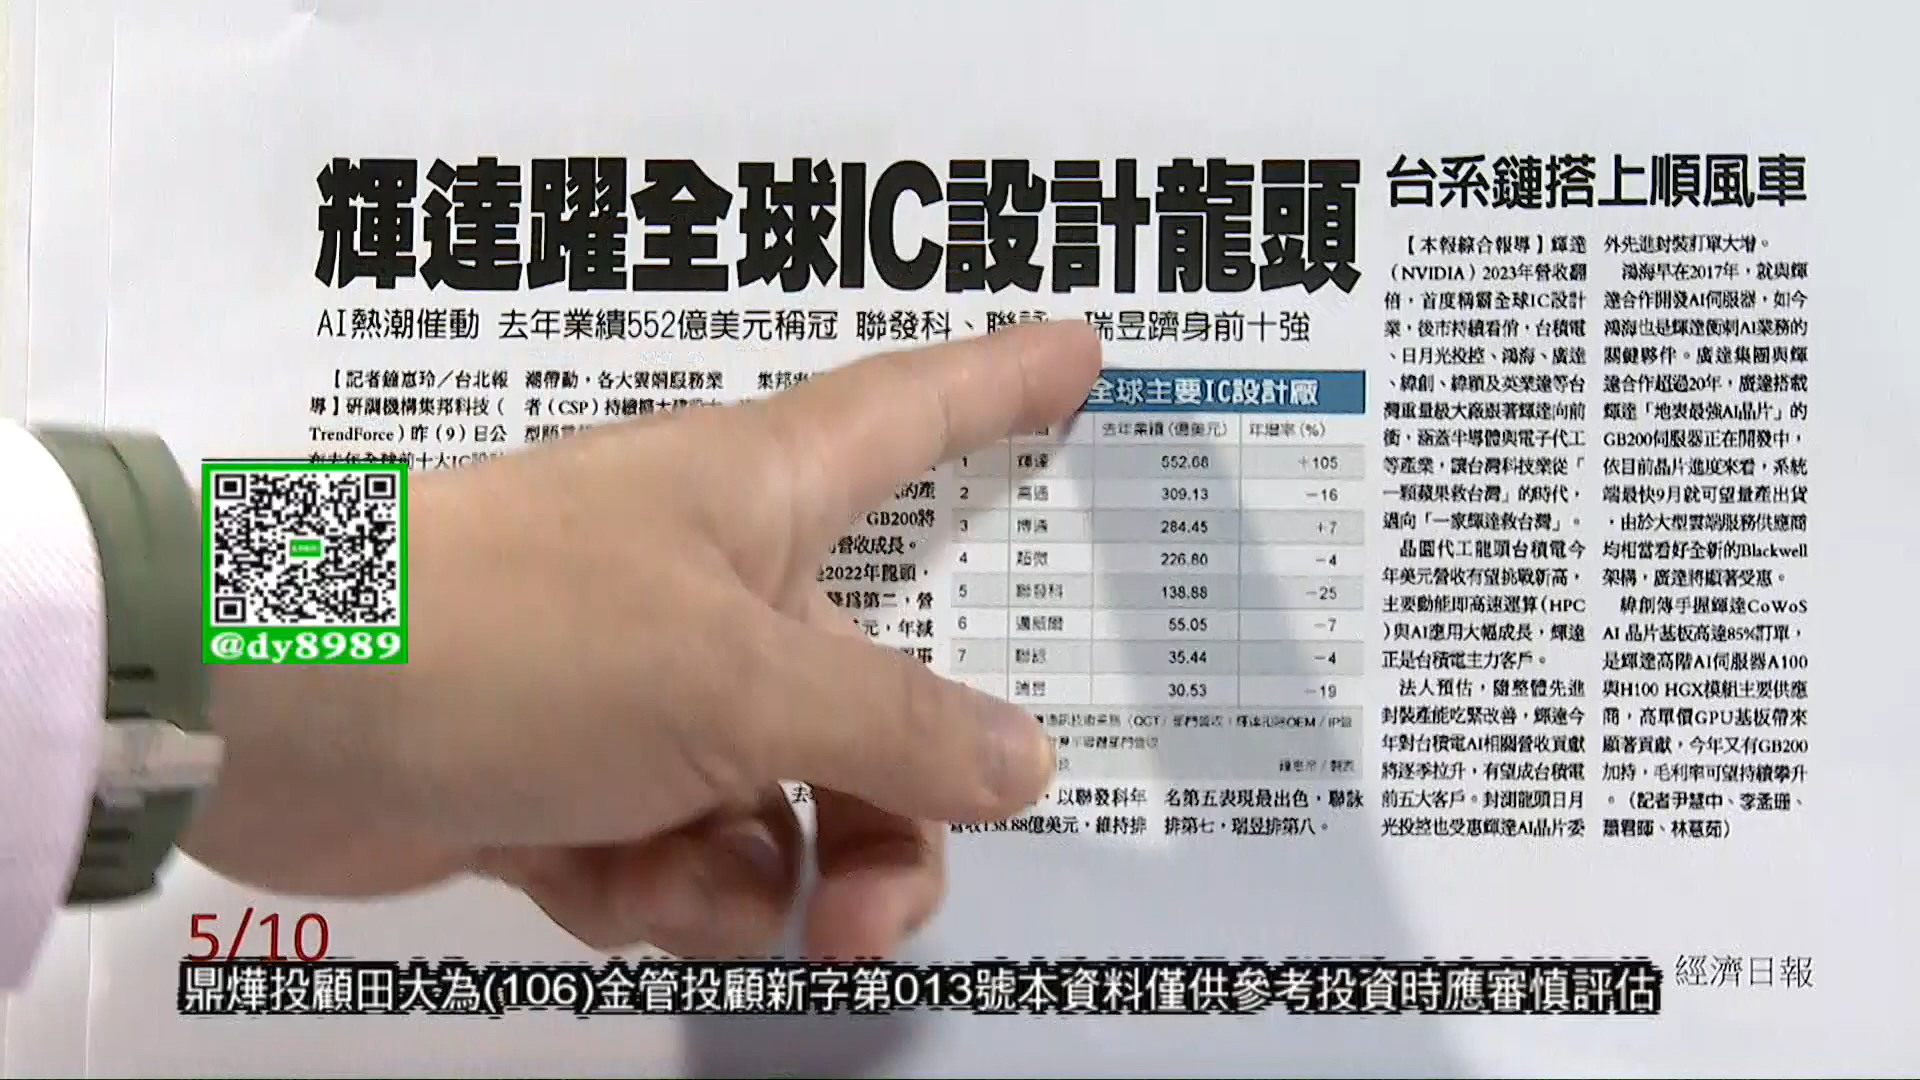 輝達躍全球IC設計龍頭
AI熱潮催動 去年業績552億美元稱冠 聯發科、聯詠、瑞昱躋身前十強
【記者鐘惠玲／台北報
導】研調機構集邦科技（
TrendForce）昨（9）日公
潮帶動，各大雲端服務業
者（CSP）持續擴大建設
集邦
的產
GB200將
營收成長。
2022年龍頭，
降為第二，營
元，年減
全球主要IC設計廠
去年業績（億美元） 年增率（%）
1 輝達 552.68 +105
2 高通 309.13 −16
3 博通 284.45 +7
4 超微 226.80 −4
5 聯發科 138.88 −25
6 邁威爾 55.05 −7
7 聯詠 35.44 −4
瑞昱 30.53 −19
鐘惠玲／製表
，以聯發科年
營收138.88億美元，維持排
名第五表現最出色，聯詠
排第七，瑞昱排第八。
台系鏈搭上順風車
【本報綜合報導】輝達
（NVIDIA）2023年營收翻
倍，首度稱霸全球IC設計
業，後市持續看俏，台積電
、日月光投控、鴻海、廣達
、緯創、緯穎及英業達等台
灣重量級大廠跟著輝達向前
衝，涵蓋半導體與電子代工
等產業，讓台灣科技業從「
一顆蘋果救台灣」的時代，
邁向「一家輝達救台灣」。
晶圓代工龍頭台積電今
年美元營收有望挑戰新高，
主要動能即高速運算（HPC
）與AI應用大幅成長，輝達
正是台積電主力客戶。
法人預估，隨整體先進
封裝產能吃緊改善，輝達今
年對台積電AI相關營收貢獻
將逐季拉升，有望成台積電
前五大客戶。封測龍頭日月
光投控也受惠輝達AI晶片委
外先進封裝訂單大增。
鴻海早在2017年，就與輝
達合作開發AI伺服器，如今
鴻海也是輝達衝刺AI業務的
關鍵夥伴。廣達集團與輝
達合作超過20年，廣達搭載
輝達「地表最強AI晶片」的
GB200伺服器正在開發中，
依目前晶片進度來看，系統
端最快9月就可望量產出貨
，由於大型雲端服務供應商
均相當看好全新的Blackwell
架構，廣達將顯著受惠。
緯創傳手握輝達CoWoS
AI 晶片基板高達85%訂單，
是輝達高階AI伺服器A100
與H100 HGX模組主要供應
商，高單價GPU基板帶來
顯著貢獻，今年又有GB200
加持，毛利率可望持續攀升
。（記者尹慧中、李孟珊、
蕭君暉、林薏茹）
@dy8989
5/10
鼎燁投顧田大為(106)金管投顧新字第013號本資料僅供參考投資時應審慎評估
經濟日報